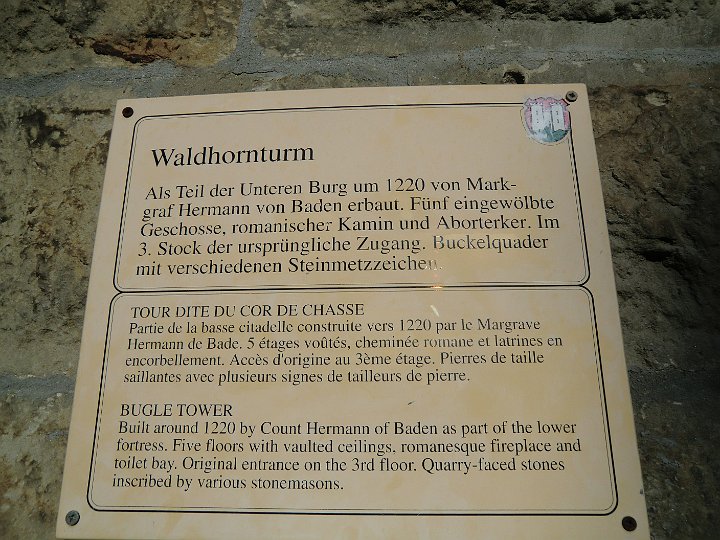 Waldhornturm
Als Teil der Unteren Burg um 1220 von Mark-
graf Hermann von Baden erbaut. Fünf eingewölbte
Geschosse, romanischer Kamin und Aborterker. Im
3. Stock der ursprüngliche Zugang. Buckelquader
mit verschiedenen Steinmetzzeichen.
TOUR DITE DU COR DE CHASSE
Partie de la basse citadelle construite vers 1220 par le Margrave
Hermann de Bade. 5 étages voûtés, cheminée romane et latrines en
encorbellement. Accès d'origine au 3ème étage. Pierres de taille
saillantes avec plusieurs signes de tailleurs de pierre.
BUGLE TOWER
Built around 1220 by Count Hermann of Baden as part of the lower
fortress. Five floors with vaulted ceilings, romanesque fireplace and
toilet bay. Original entrance on the 3rd floor. Quarry-faced stones
inscribed by various stonemasons.